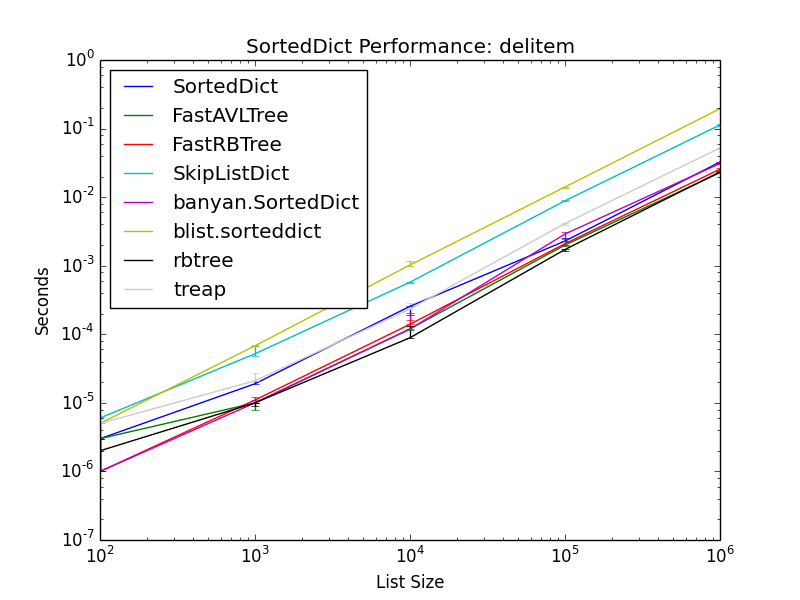 SortedDict Performance: delitem
10^0
10^-1
10^-2
10^-3
10^-4
10^-5
10^-6
10^-7
Seconds
SortedDict
FastAVLTree
FastRBTree
SkipListDict
banyan.SortedDict
blist.sorteddict
rbtree
treap
10^2 10^3 10^4 10^5 10^6
List Size